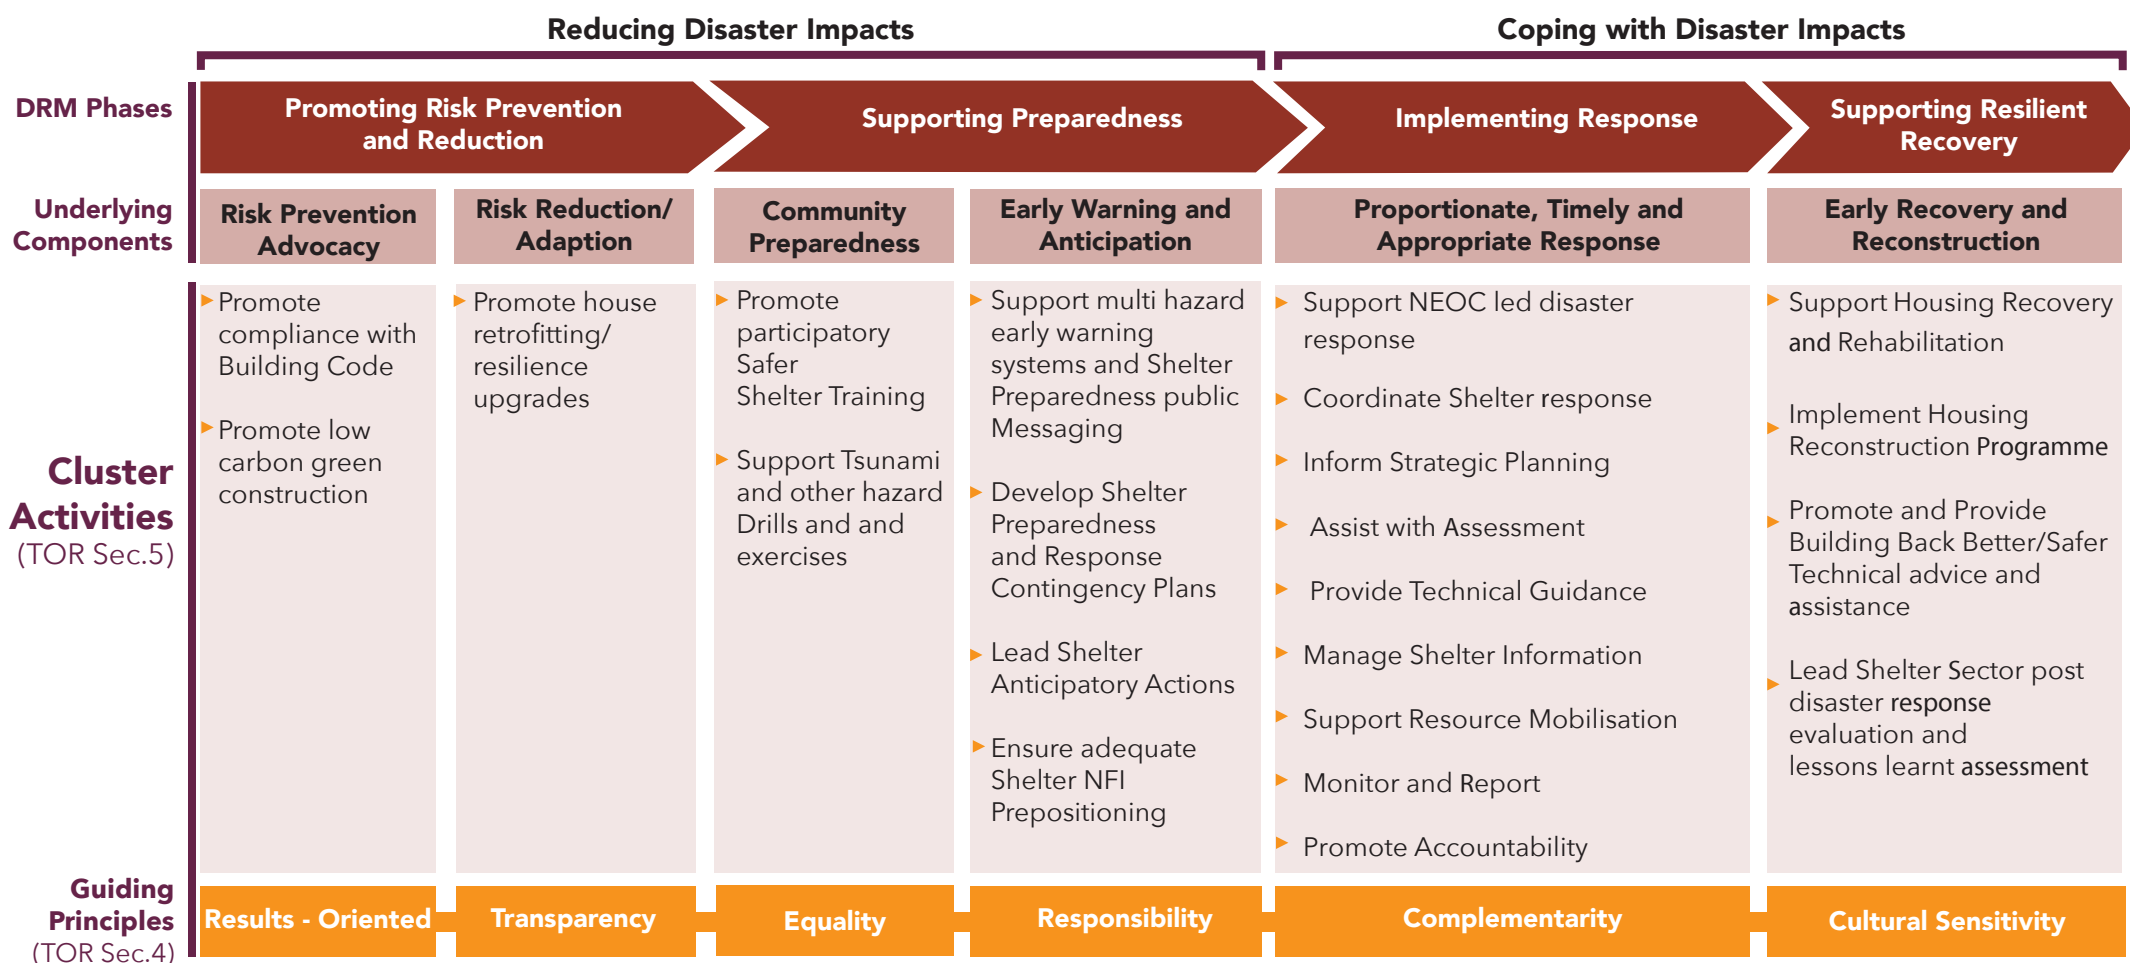 Reducing Disaster Impacts
Coping with Disaster Impacts
DRM Phases
Promoting Risk Prevention
and Reduction
Supporting Preparedness
Implementing Response
Supporting Resilient
Recovery
Underlying
Components
Risk Prevention
Advocacy
Risk Reduction/
Adaption
Community
Preparedness
Early Warning and
Anticipation
Proportionate, Timely and
Appropriate Response
Early Recovery and
Reconstruction
Cluster
Activities
(TOR Sec.5)
Promote
compliance with
Building Code
Promote low
carbon green
construction
Promote house
retrofitting/
resilience
upgrades
Promote
participatory
Safer
Shelter Training
Support Tsunami
and other hazard
Drills and and
exercises
Support multi hazard
early warning
systems and Shelter
Preparedness public
Messaging
Develop Shelter
Preparedness
and Response
Contingency Plans
Lead Shelter
Anticipatory Actions
Ensure adequate
Shelter NFI
Prepositioning
Support NEOC led disaster
response
Coordinate Shelter response
Inform Strategic Planning
Assist with Assessment
Provide Technical Guidance
Manage Shelter Information
Support Resource Mobilisation
Monitor and Report
Promote Accountability
Support Housing Recovery
and Rehabilitation
Implement Housing
Reconstruction Programme
Promote and Provide
Building Back Better/Safer
Technical advice and
assistance
Lead Shelter Sector post
disaster response
evaluation and
lessons learnt assessment
Guiding
Principles
(TOR Sec.4)
Results - Oriented
Transparency
Equality
Responsibility
Complementarity
Cultural Sensitivity